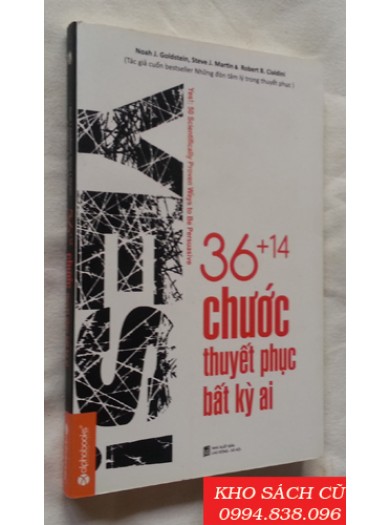 Noah J. Goldstein, Steve J. Martin & Robert B. Cialdini
(Tác giả cuốn bestseller Những đòn tâm lý trong thuyết phục )
YES!
Yes!: 50 Scientifically Proven Ways to Be Persuasive
36+14
chước
thuyết phục
bất kỳ ai
alphabooks
KHO SÁCH CŨ
0994.838.096